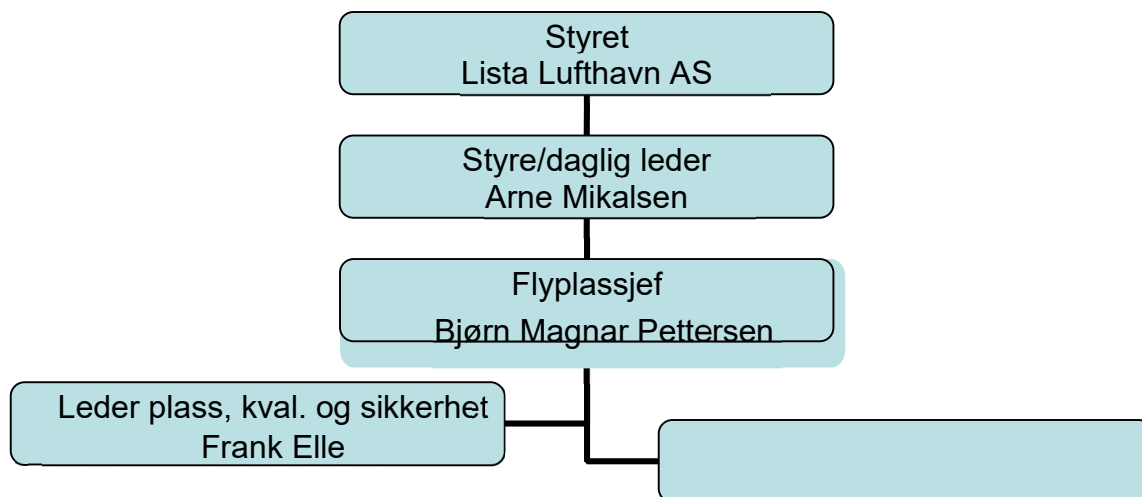 Styret
Lista Lufthavn AS
Styre/daglig leder
Arne Mikalsen
Flyplassjef
Bjørn Magnar Pettersen
Leder plass, kval. og sikkerhet
Frank Elle